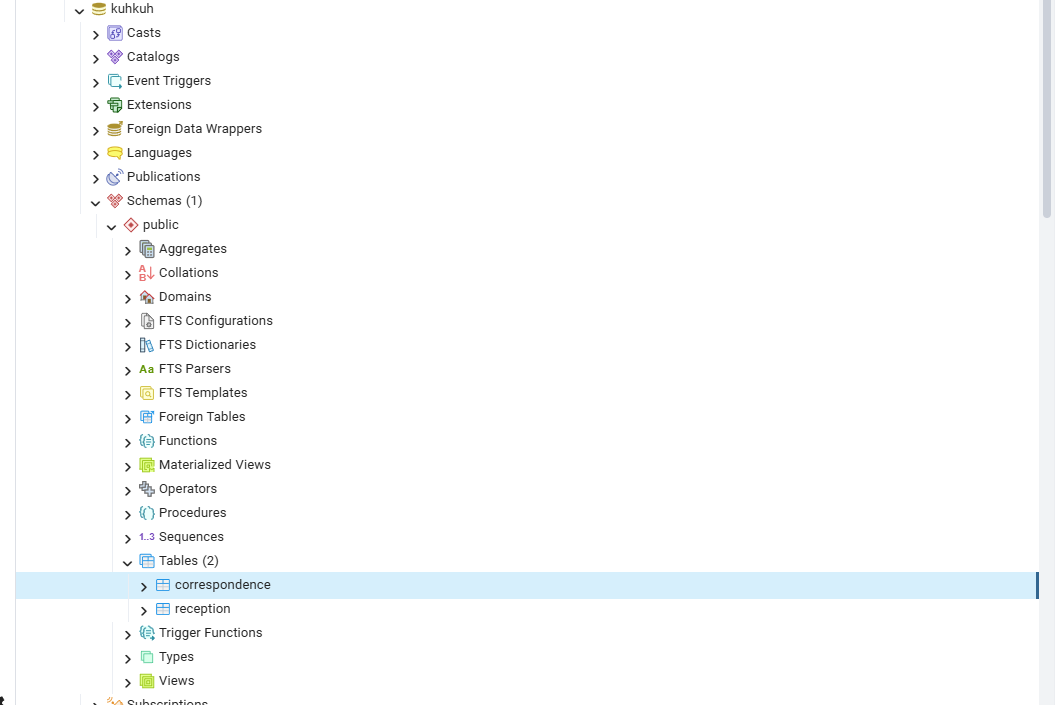 kuhkuh
Casts
Catalogs
Event Triggers
Extensions
Foreign Data Wrappers
Languages
Publications
Schemas (1)
public
Aggregates
Collations
Domains
FTS Configurations
FTS Dictionaries
Aa FTS Parsers
FTS Templates
Foreign Tables
Functions
Materialized Views
Operators
Procedures
1..3 Sequences
Tables (2)
correspondence
reception
Trigger Functions
Types
Views
Subscriptions